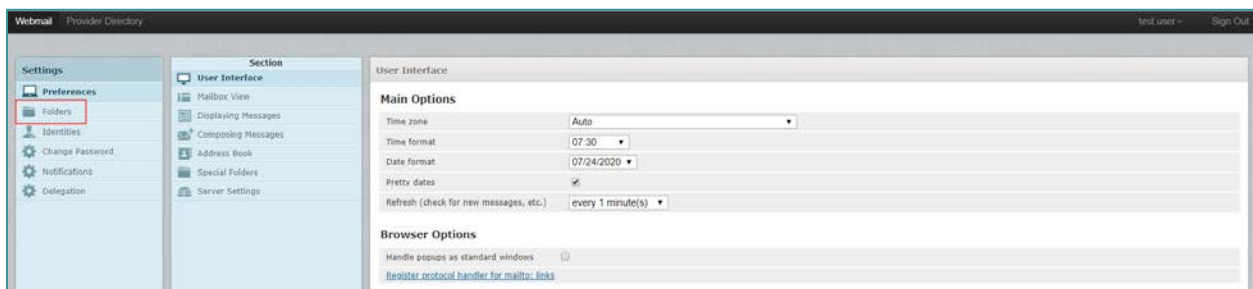 Webmail Provider Directory test user Sign Out
Settings
Preferences
Folders
Identities
Change Password
Notifications
Delegation
Section
User Interface
Mailbox View
Displaying Messages
Composing Messages
Address Book
Special Folders
Server Settings
User Interface
Main Options
Time zone Auto
Time format 07:30
Date format 07/24/2020
Pretty dates
Refresh (check for new messages, etc.) every 1 minute(s)
Browser Options
Handle popups as standard windows
Register protocol handler for mailto: links